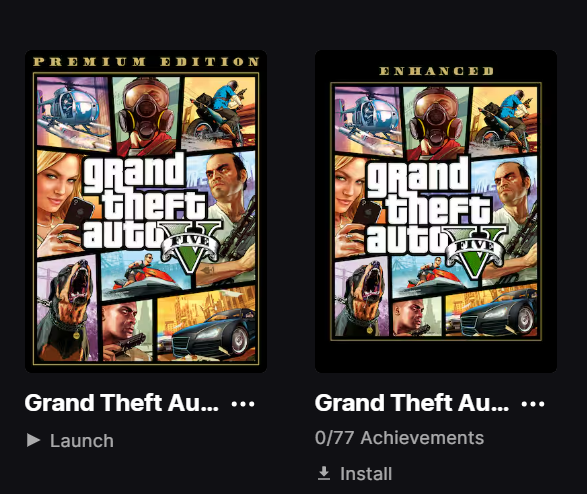 PREMIUM EDITION
grand
theft
auto
FIVE
V
ENHANCED
grand
theft
auto
FIVE
V
Grand Theft Au...
Launch
Grand Theft Au...
0/77 Achievements
Install